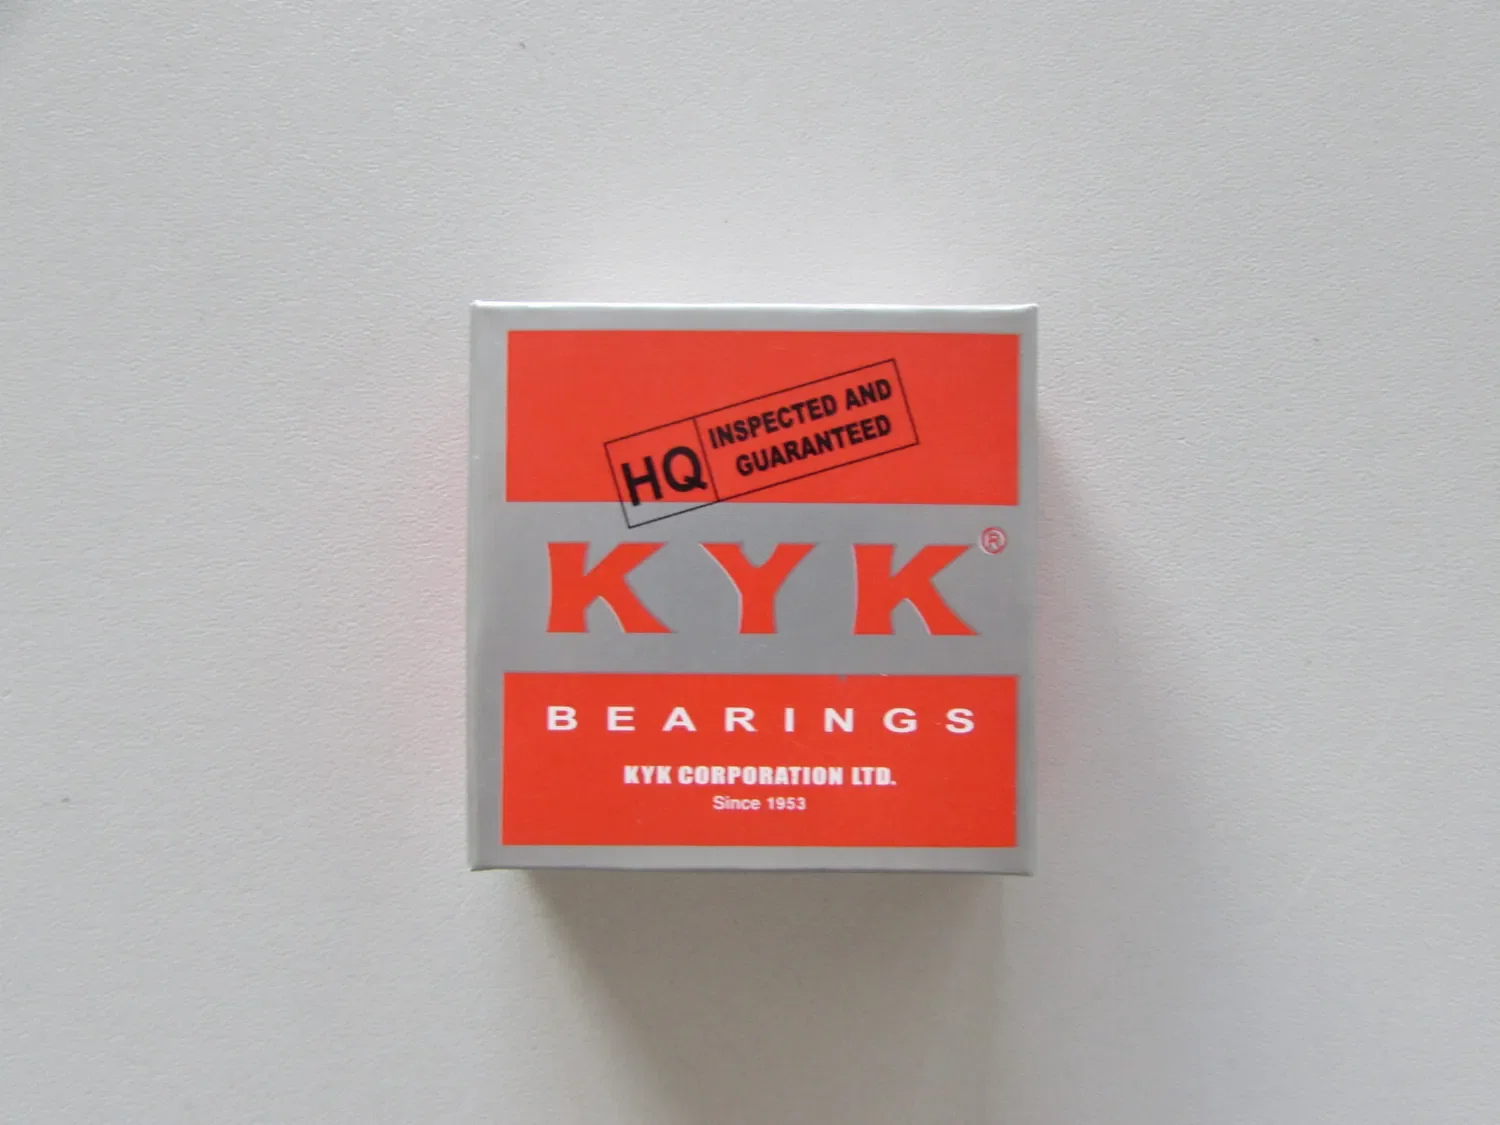 HQ INSPECTED AND
GUARANTEED
KYK®
BEARINGS
KYK CORPORATION LTD.
Since 1953